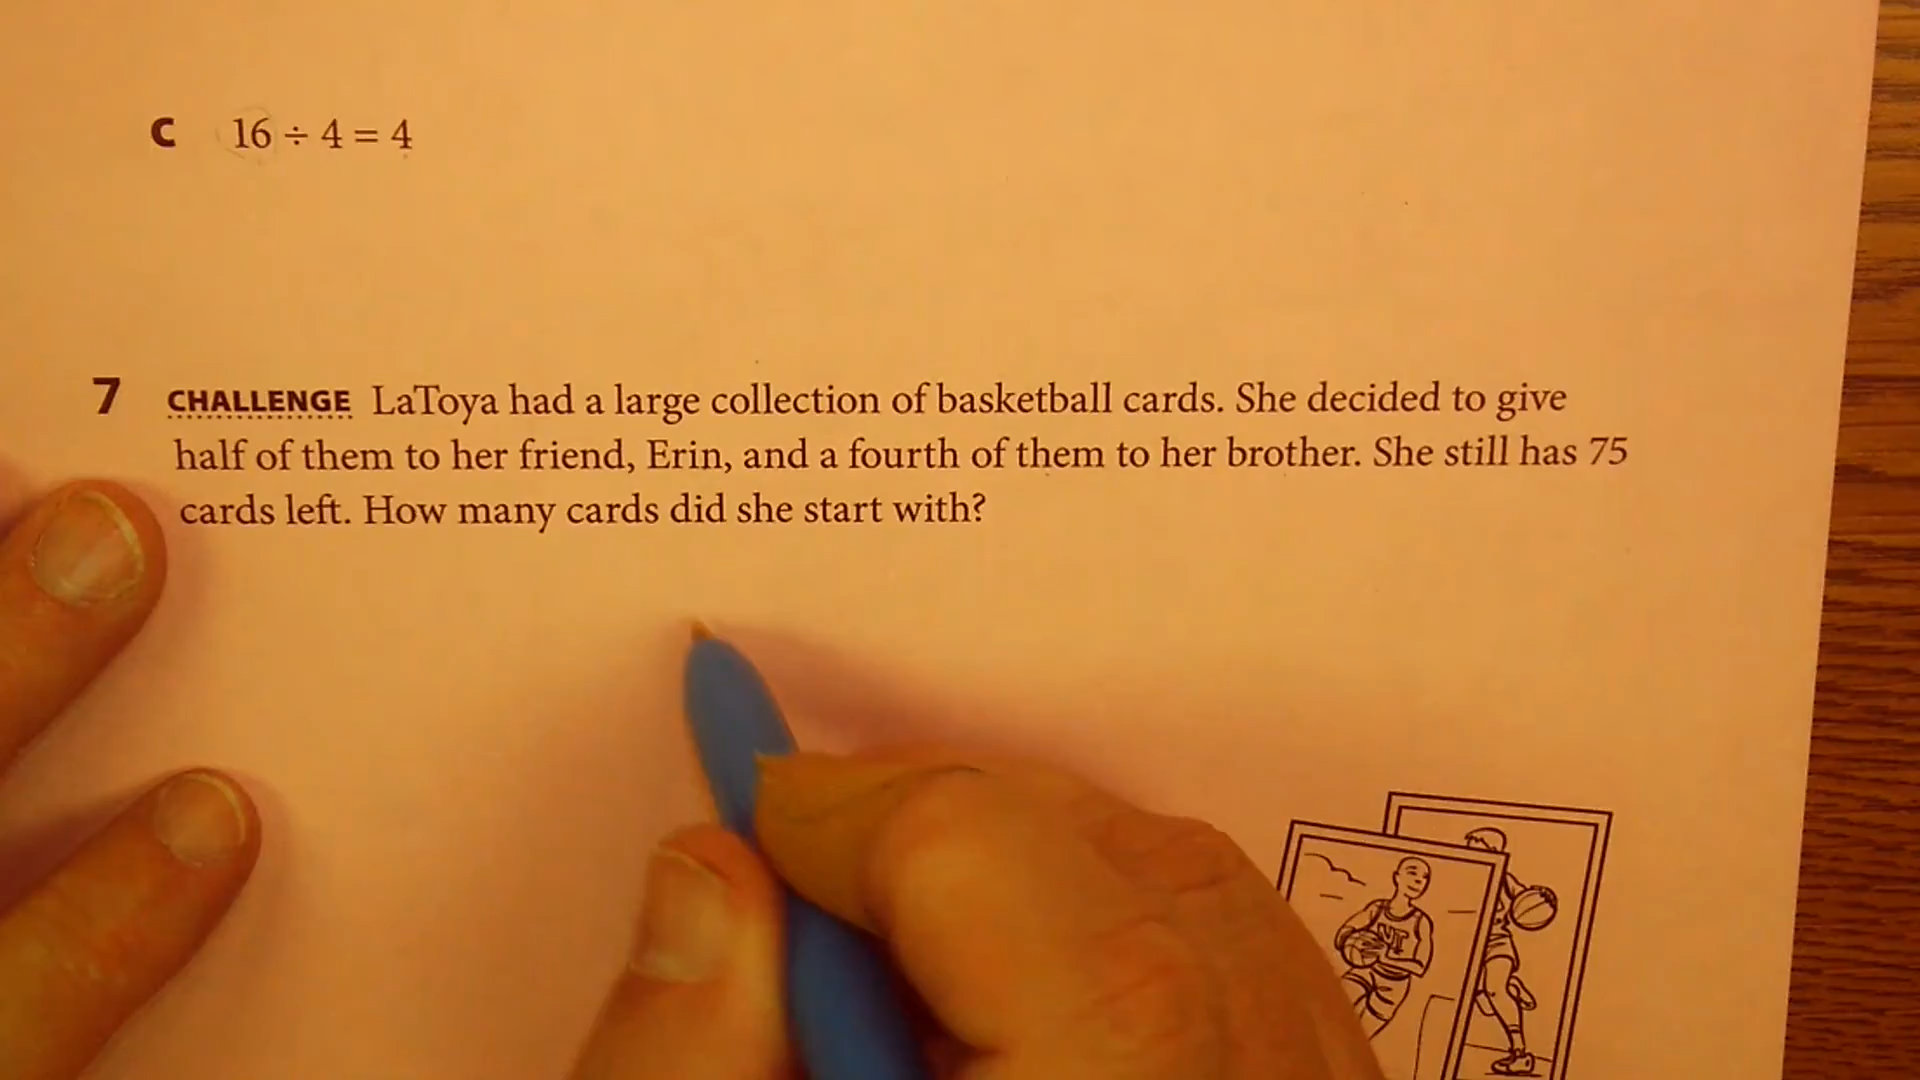 C 16 ÷ 4 = 4
7 CHALLENGE LaToya had a large collection of basketball cards. She decided to give
half of them to her friend, Erin, and a fourth of them to her brother. She still has 75
cards left. How many cards did she start with?